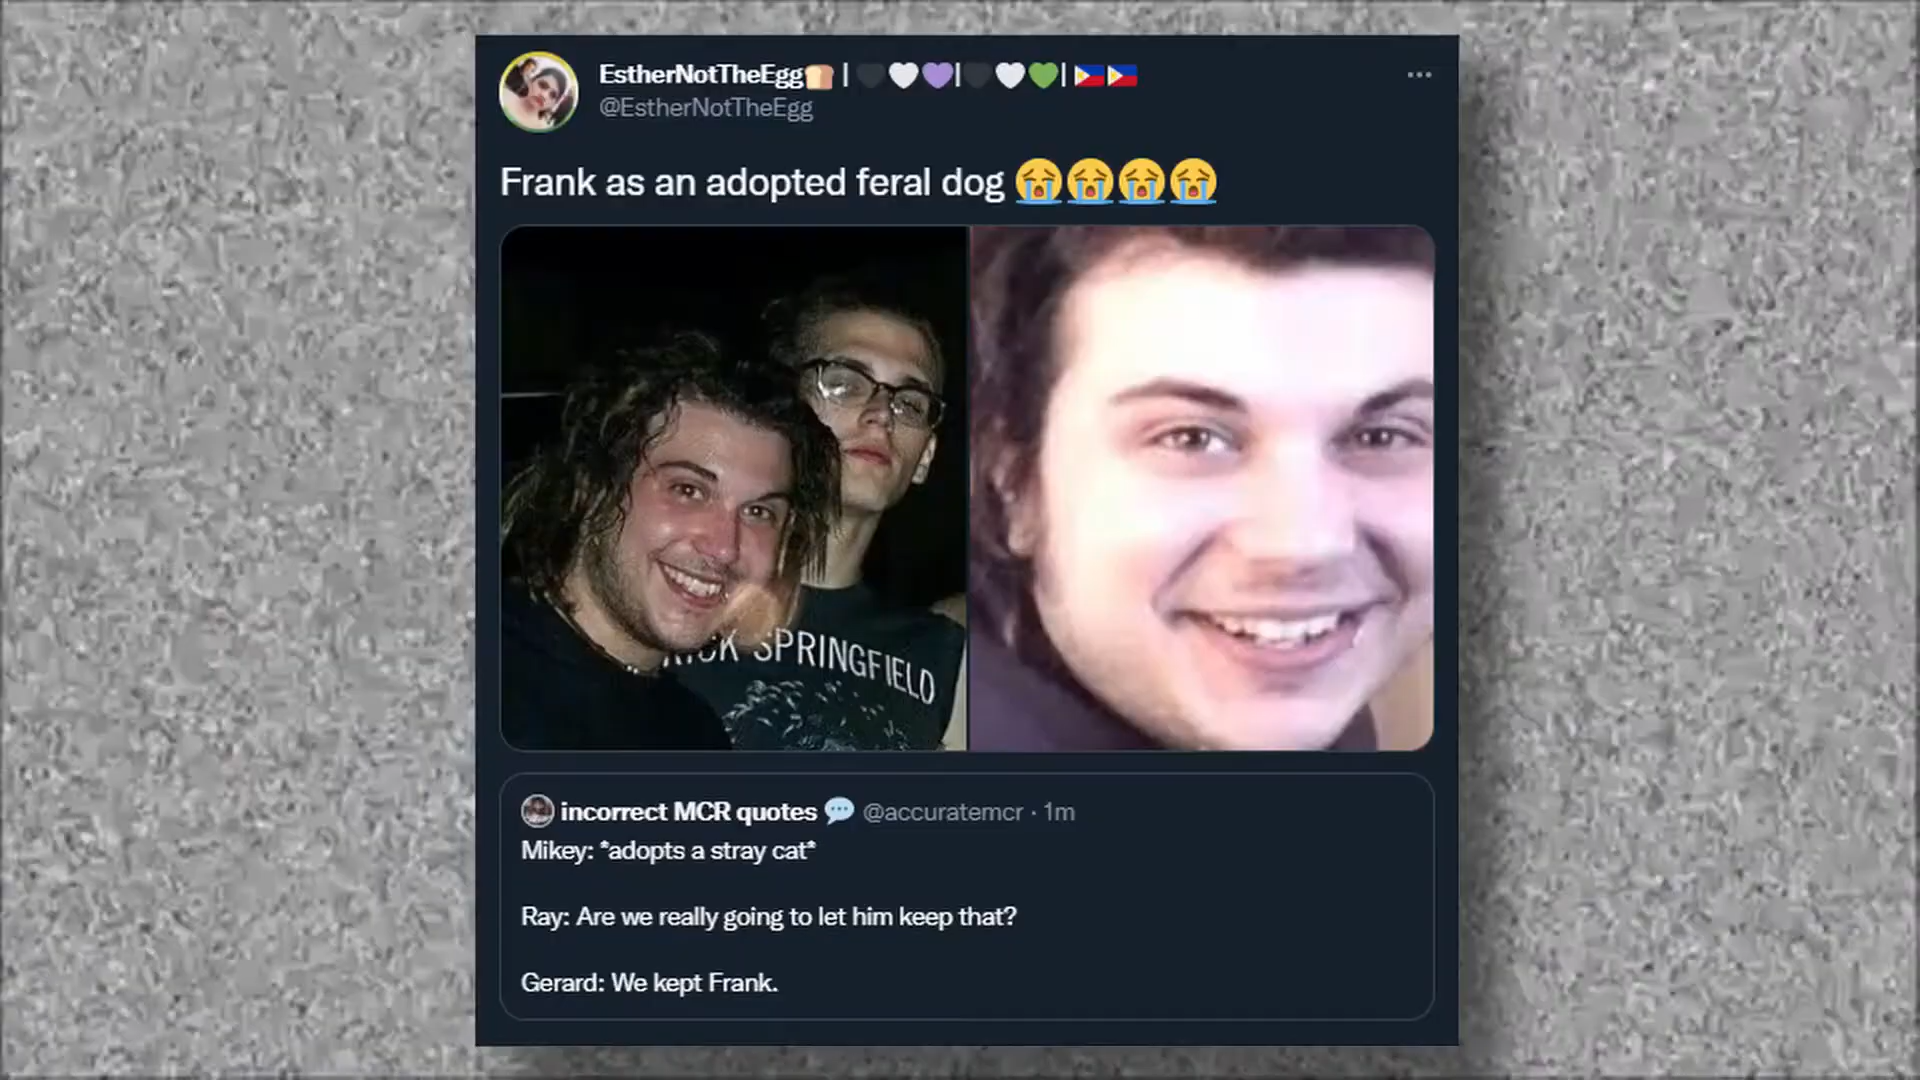 EstherNotTheEgg🍞 | 🖤🤍💜|🖤🤍💚| 🇵🇭🇵🇭
@EstherNotTheEgg
Frank as an adopted feral dog 😭😭😭😭
SPRINGFIELD
incorrect MCR quotes 💬 @accuratemcr · 1m
Mikey: *adopts a stray cat*
Ray: Are we really going to let him keep that?
Gerard: We kept Frank.